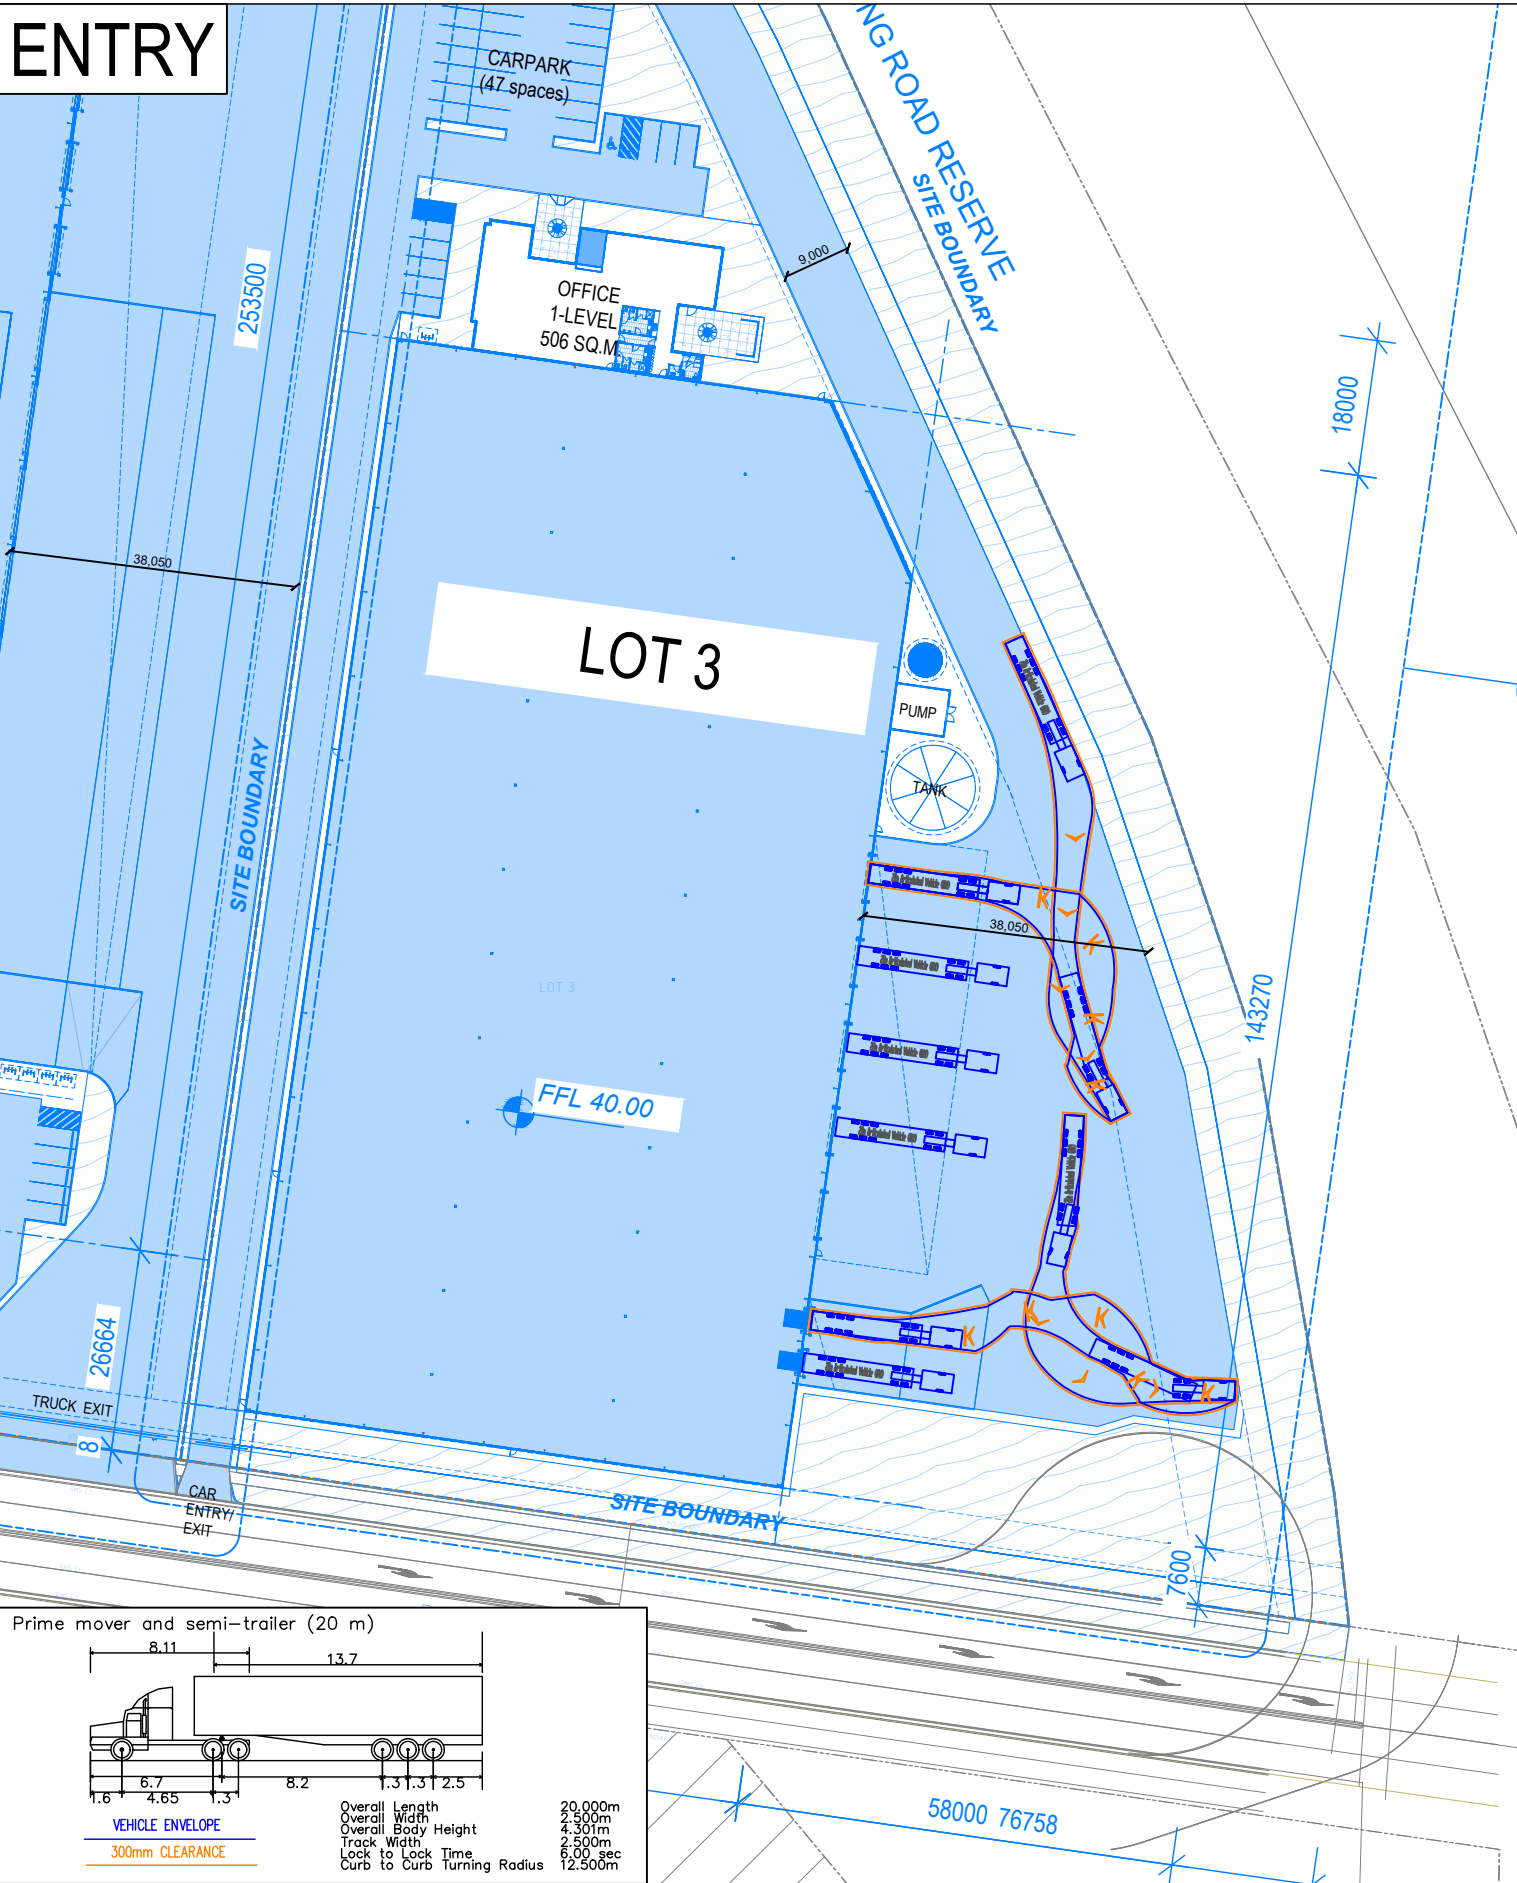 ENTRY
CARPARK
(47 spaces)
NG ROAD RESERVE
SITE BOUNDARY
9,000
253500
OFFICE
1-LEVEL
506 SQ.M
18000
38,050
LOT 3
PUMP
TANK
SITE BOUNDARY
38,050
LOT 3
143270
FFL 40.00
26664
TRUCK EXIT
8
CAR
ENTRY/
EXIT
SITE BOUNDARY
7600
58000 76758
Prime mover and semi-trailer (20 m)
8.11
13.7
6.7
8.2
1.3
1.3
2.5
1.6
4.65
1.3
VEHICLE ENVELOPE
300mm CLEARANCE
Overall Length 20.000m
Overall Width 2.500m
Overall Body Height 4.301m
Track Width 2.500m
Lock to Lock Time 6.00 sec
Curb to Curb Turning Radius 12.500m